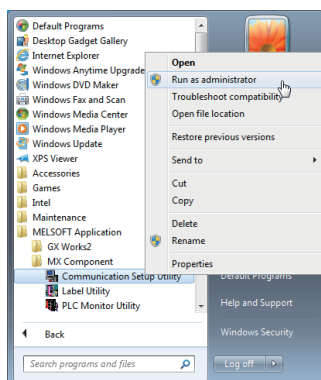 Default Programs
Desktop Gadget Gallery
Internet Explorer
Windows Anytime Upgrade
Windows DVD Maker
Windows Fax and Scan
Windows Media Center
Windows Media Player
Windows Update
XPS Viewer
Accessories
Games
Intel
Maintenance
MELSOFT Application
GX Works2
MX Component
Communication Setup Utility
Label Utility
PLC Monitor Utility
Back
Search programs and files
Open
Run as administrator
Troubleshoot compatibility
Open file location
Restore previous versions
Send to
Cut
Copy
Delete
Rename
Properties
Default Programs
Help and Support
Windows Security
Log off